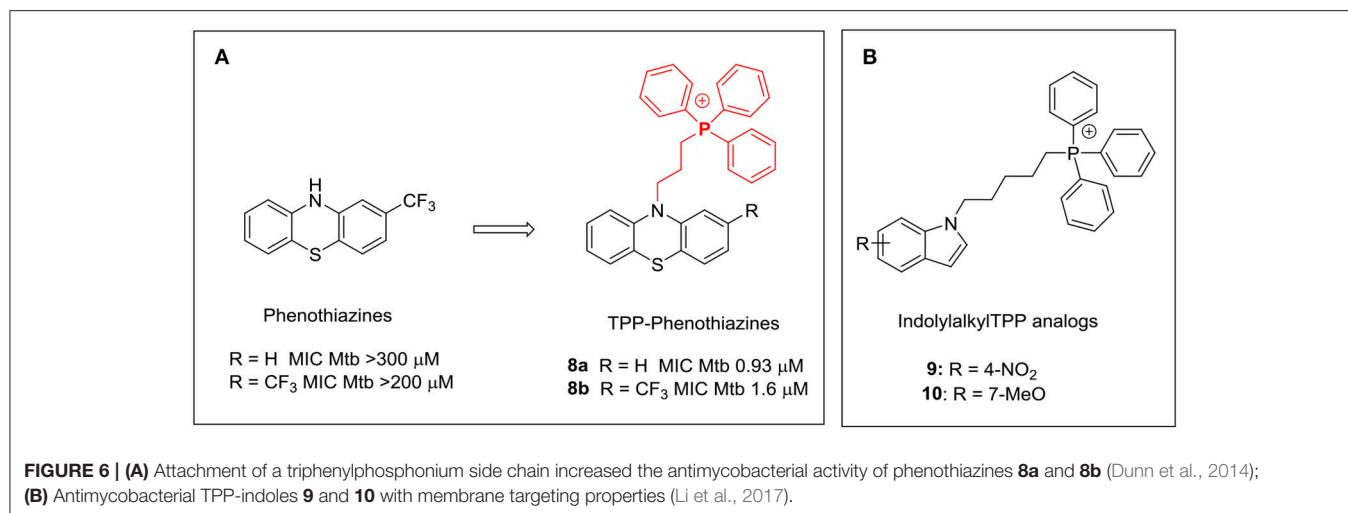 A
H
N
CF3
S
Phenothiazines
R = H MIC Mtb >300 μM
R = CF3 MIC Mtb >200 μM
+
P
N
R
S
TPP-Phenothiazines
8a R = H MIC Mtb 0.93 μM
8b R = CF3 MIC Mtb 1.6 μM
B
+
P
N
R
IndolylalkylTPP analogs
9: R = 4-NO2
10: R = 7-MeO
FIGURE 6 | (A) Attachment of a triphenylphosphonium side chain increased the antimycobacterial activity of phenothiazines 8a and 8b (Dunn et al., 2014);
(B) Antimycobacterial TPP-indoles 9 and 10 with membrane targeting properties (Li et al., 2017).